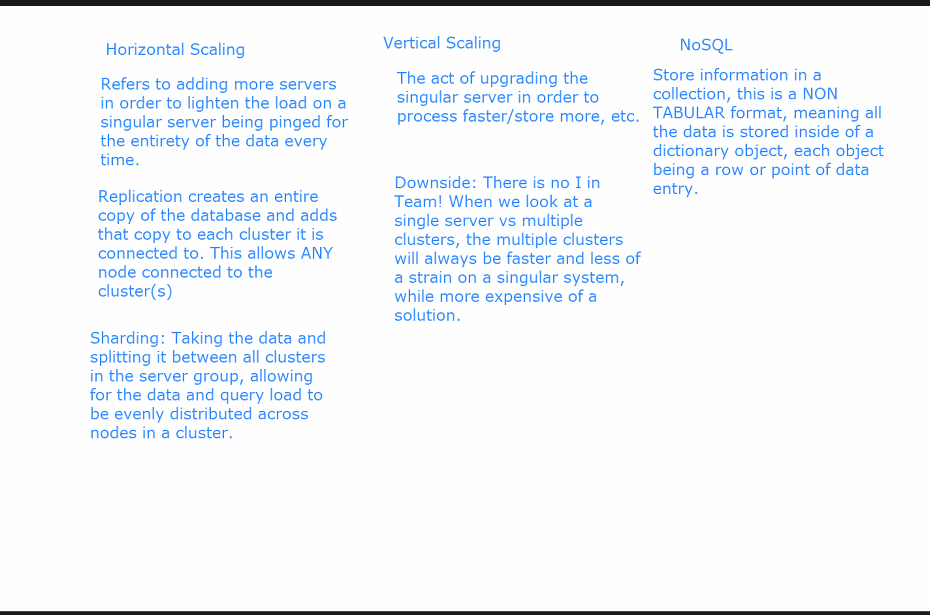 Horizontal Scaling
Refers to adding more servers
in order to lighten the load on a
singular server being pinged for
the entirety of the data every
time.
Replication creates an entire
copy of the database and adds
that copy to each cluster it is
connected to. This allows ANY
node connected to the
cluster(s)
Sharding: Taking the data and
splitting it between all clusters
in the server group, allowing
for the data and query load to
be evenly distributed across
nodes in a cluster.
Vertical Scaling
The act of upgrading the
singular server in order to
process faster/store more, etc.
Downside: There is no I in
Team! When we look at a
single server vs multiple
clusters, the multiple clusters
will always be faster and less of
a strain on a singular system,
while more expensive of a
solution.
NoSQL
Store information in a
collection, this is a NON
TABULAR format, meaning all
the data is stored inside of a
dictionary object, each object
being a row or point of data
entry.